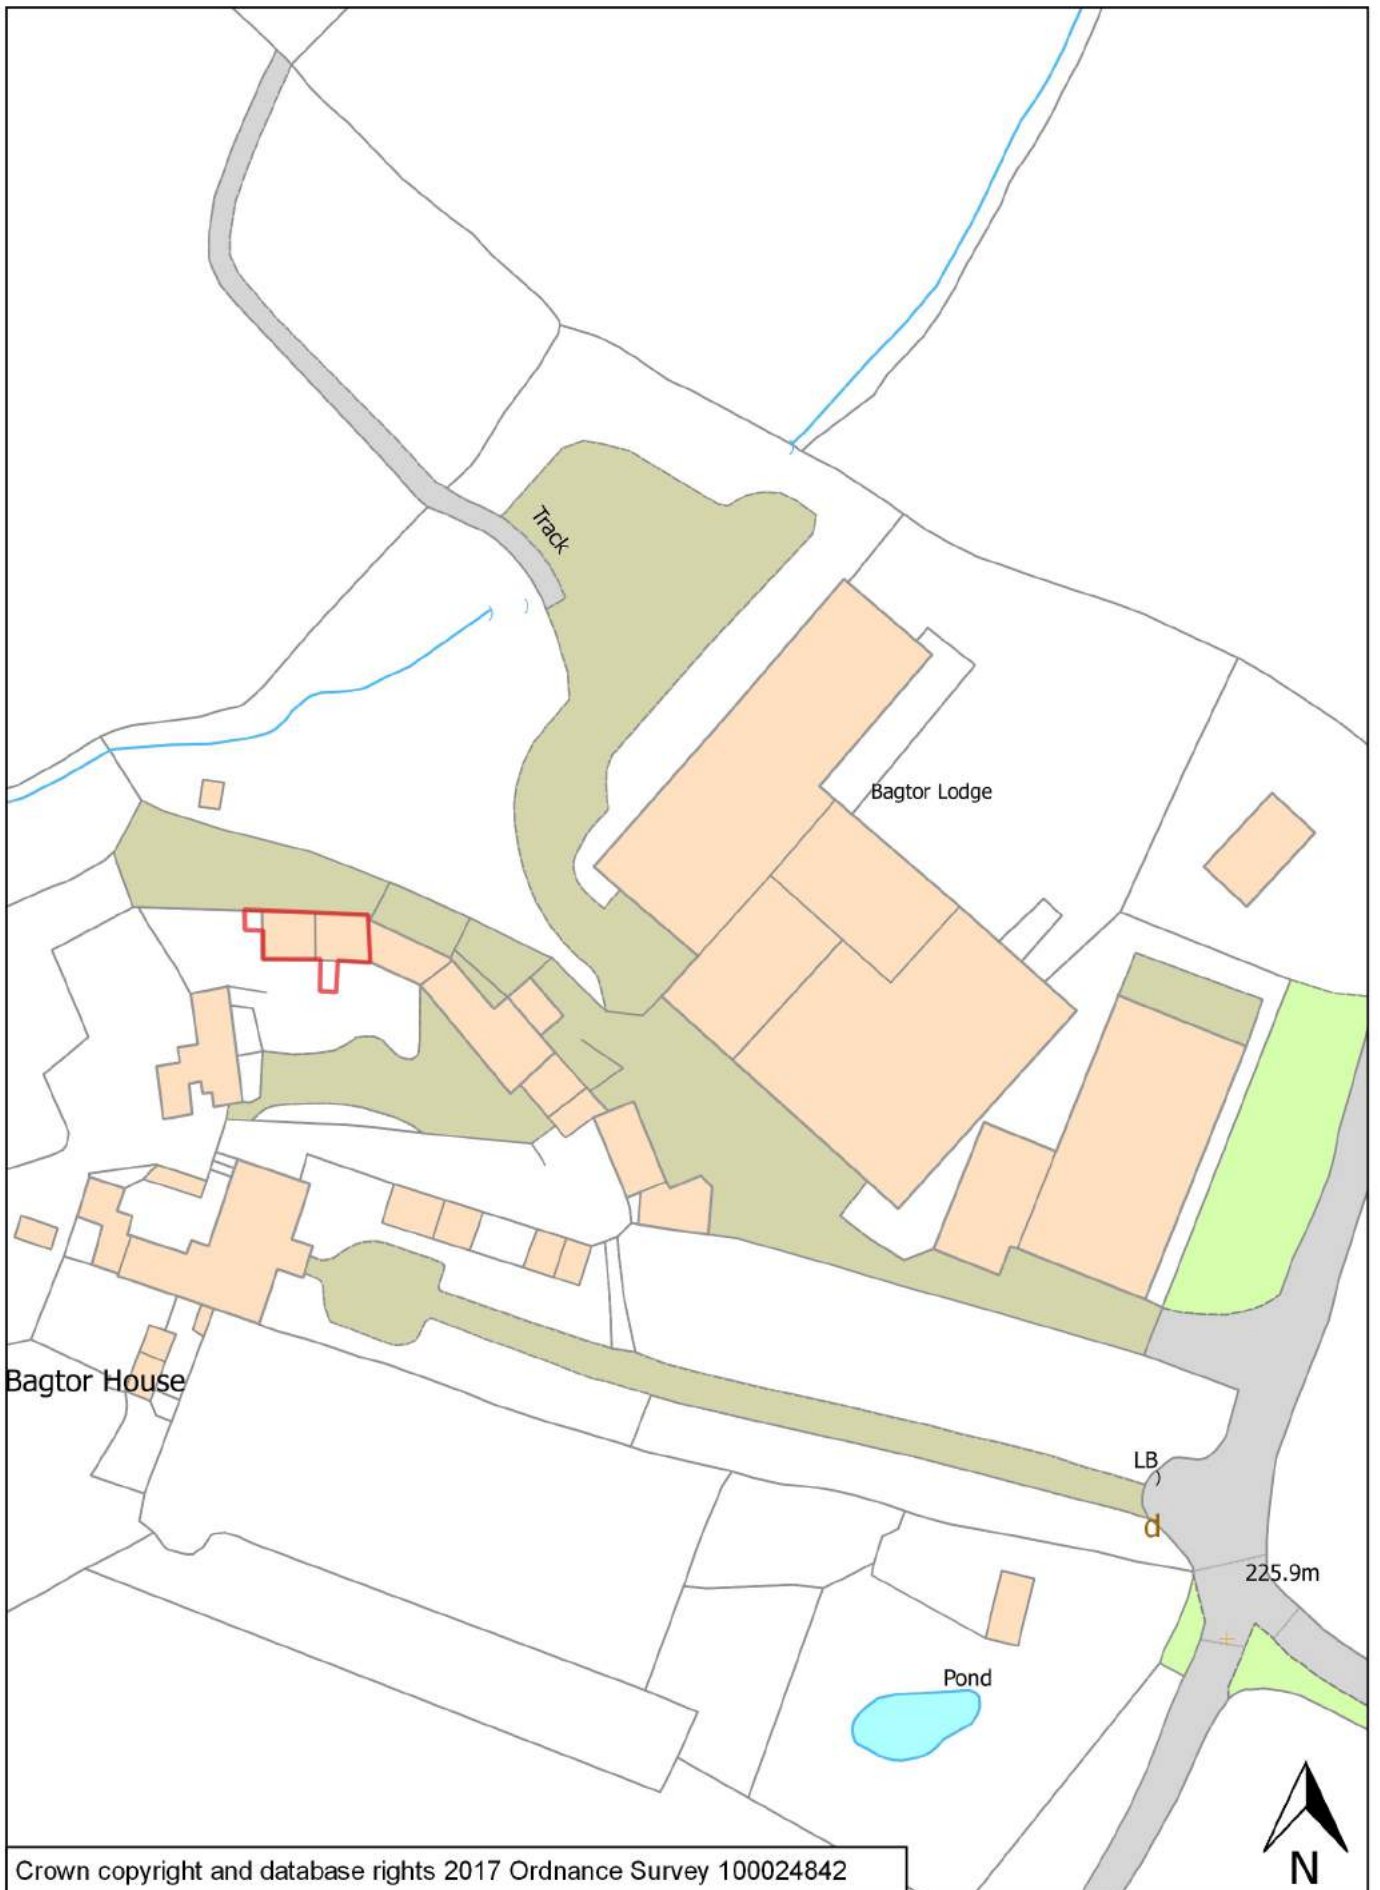 Track
Bagtor Lodge
Bagtor House
LB
d
225.9m
Pond
N
Crown copyright and database rights 2017 Ordnance Survey 100024842